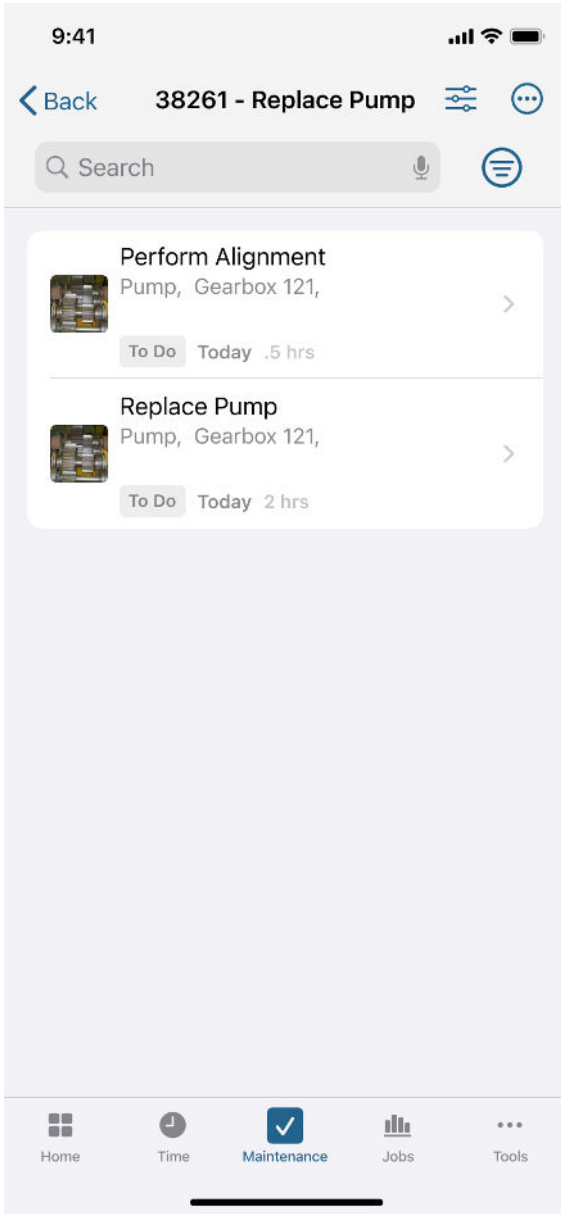 9:41
Back 38261 - Replace Pump
Search
Perform Alignment
Pump, Gearbox 121,
To Do Today .5 hrs
Replace Pump
Pump, Gearbox 121,
To Do Today 2 hrs
Home Time Maintenance Jobs Tools